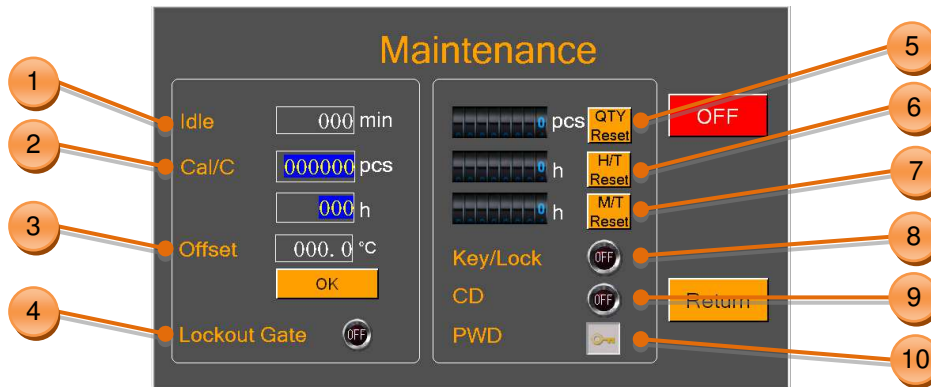 Maintenance
1
Idle 000 min
2
Cal/C 000000 pcs
000 h
3
Offset 000.0 °C
OK
4
Lockout Gate OFF
0 pcs QTY Reset
5
0 h H/T Reset
6
0 h M/T Reset
7
Key/Lock OFF
8
CD OFF
9
PWD
10
OFF
Return